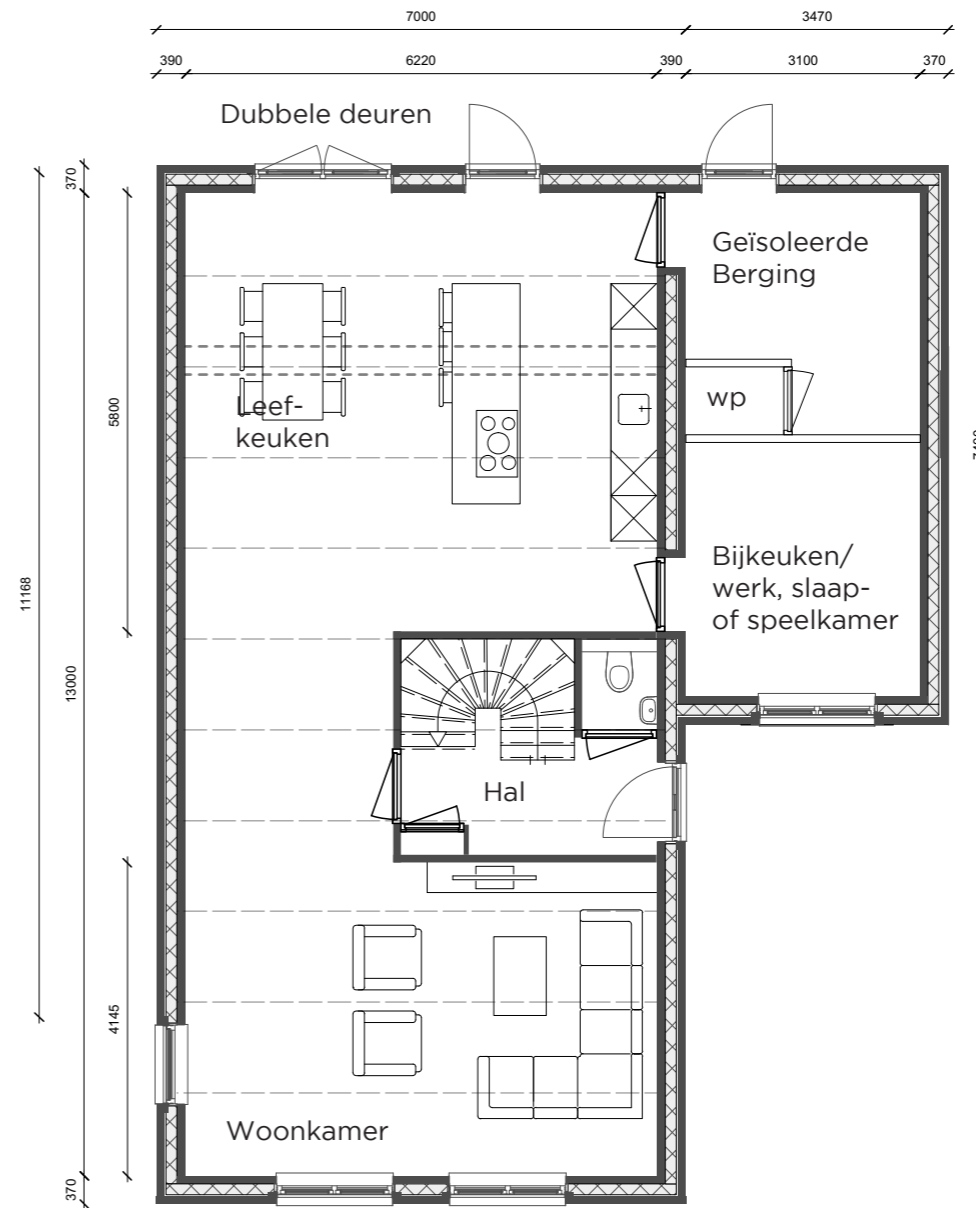 7000 3470
390 6220 390 3100 370
Dubbele deuren
370
Geïsoleerde
Berging
wp
5800
Leef-
keuken
Bijkeuken/
werk, slaap-
of speelkamer
11168
13000
Hal
4145
Woonkamer
370